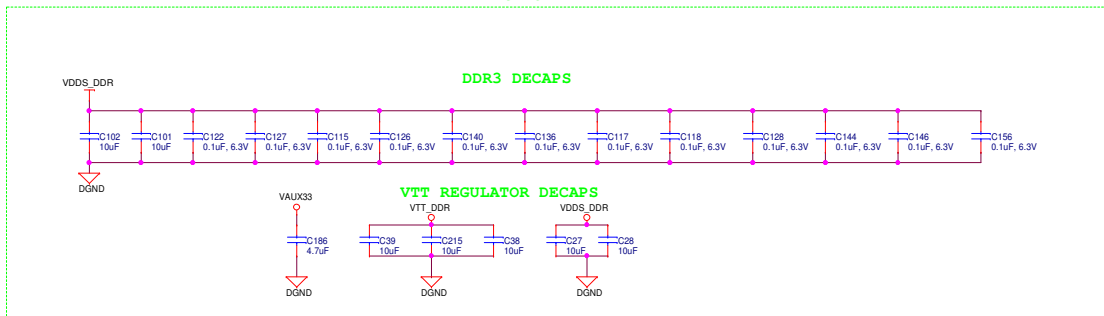 DDR3 DECAPS
VDDS_DDR
C102 C101 C122 C127 C115 C126 C140 C136 C117 C118 C128 C144 C146 C156
10uF 10uF 0.1uF, 6.3V 0.1uF, 6.3V 0.1uF, 6.3V 0.1uF, 6.3V 0.1uF, 6.3V 0.1uF, 6.3V 0.1uF, 6.3V 0.1uF, 6.3V 0.1uF, 6.3V 0.1uF, 6.3V 0.1uF, 6.3V 0.1uF, 6.3V
DGND
VTT REGULATOR DECAPS
VAUX33 VTT_DDR VDDS_DDR
C186 C39 C215 C38 C27 C28
4.7uF 10uF 10uF 10uF 10uF 10uF
DGND DGND DGND